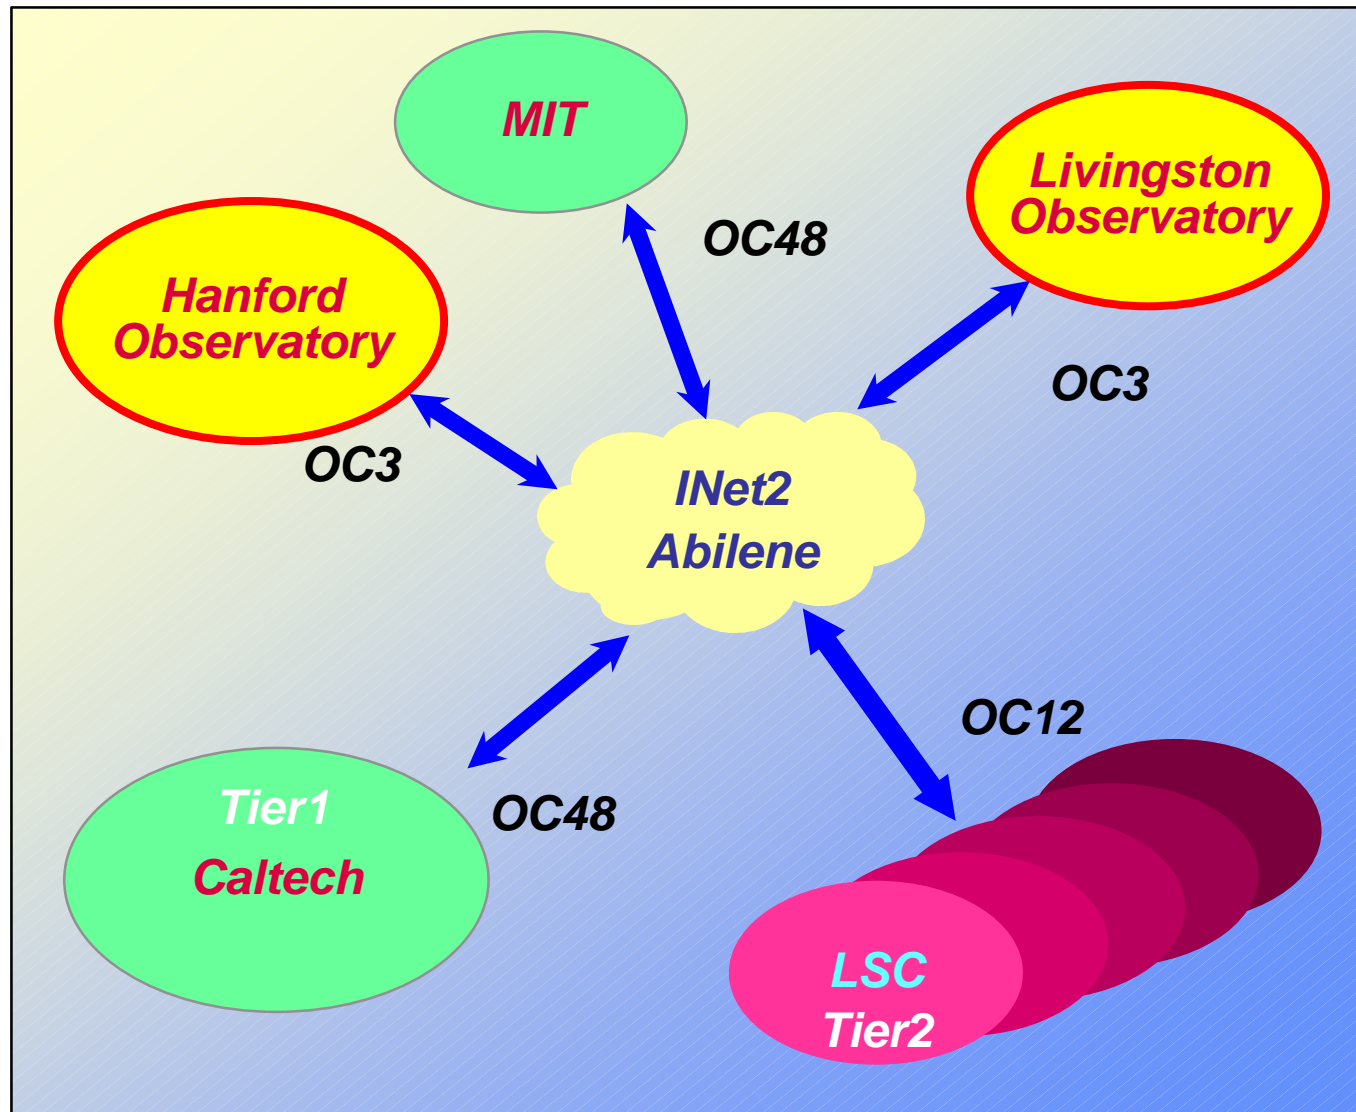 MIT
Livingston
Observatory
OC48
Hanford
Observatory
OC3
OC3
INet2
Abilene
OC12
Tier1
Caltech
OC48
LSC
Tier2